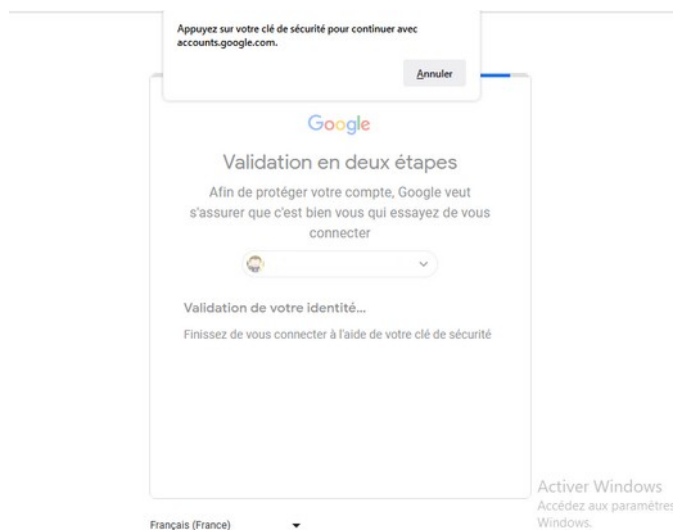 Appuyez sur votre clé de sécurité pour continuer avec
accounts.google.com.
Annuler
Google
Validation en deux étapes
Afin de protéger votre compte, Google veut
s'assurer que c'est bien vous qui essayez de vous
connecter
Validation de votre identité...
Finissez de vous connecter à l'aide de votre clé de sécurité
Activer Windows
Accédez aux paramètres
Windows.
Français (France)